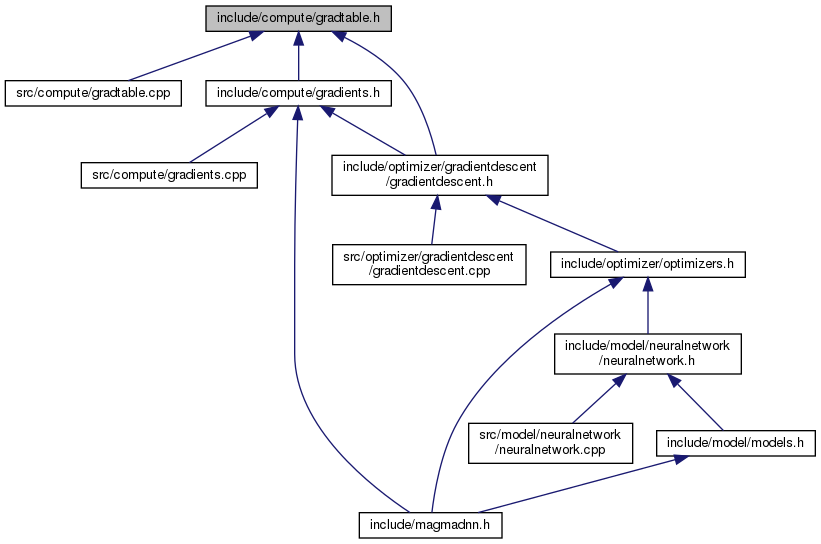 include/compute/gradtable.h
src/compute/gradtable.cpp
include/compute/gradients.h
src/compute/gradients.cpp
include/optimizer/gradientdescent
/gradientdescent.h
src/optimizer/gradientdescent
/gradientdescent.cpp
include/optimizer/optimizers.h
include/model/neuralnetwork
/neuralnetwork.h
src/model/neuralnetwork
/neuralnetwork.cpp
include/model/models.h
include/magmadnn.h